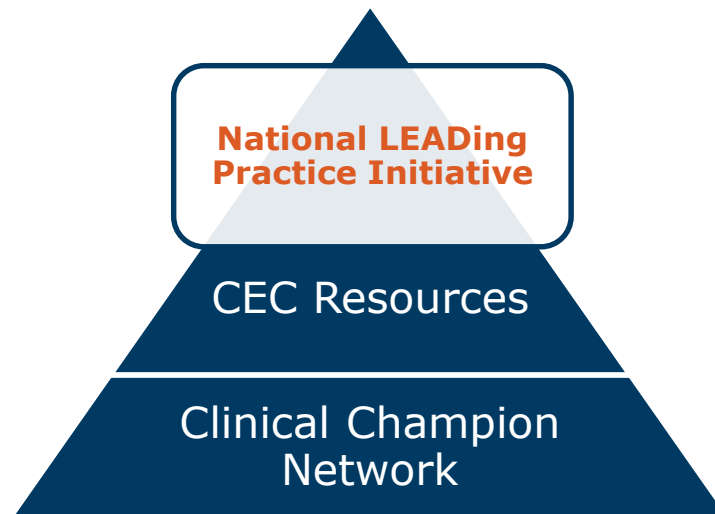 National LEADing
Practice Initiative
CEC Resources
Clinical Champion
Network